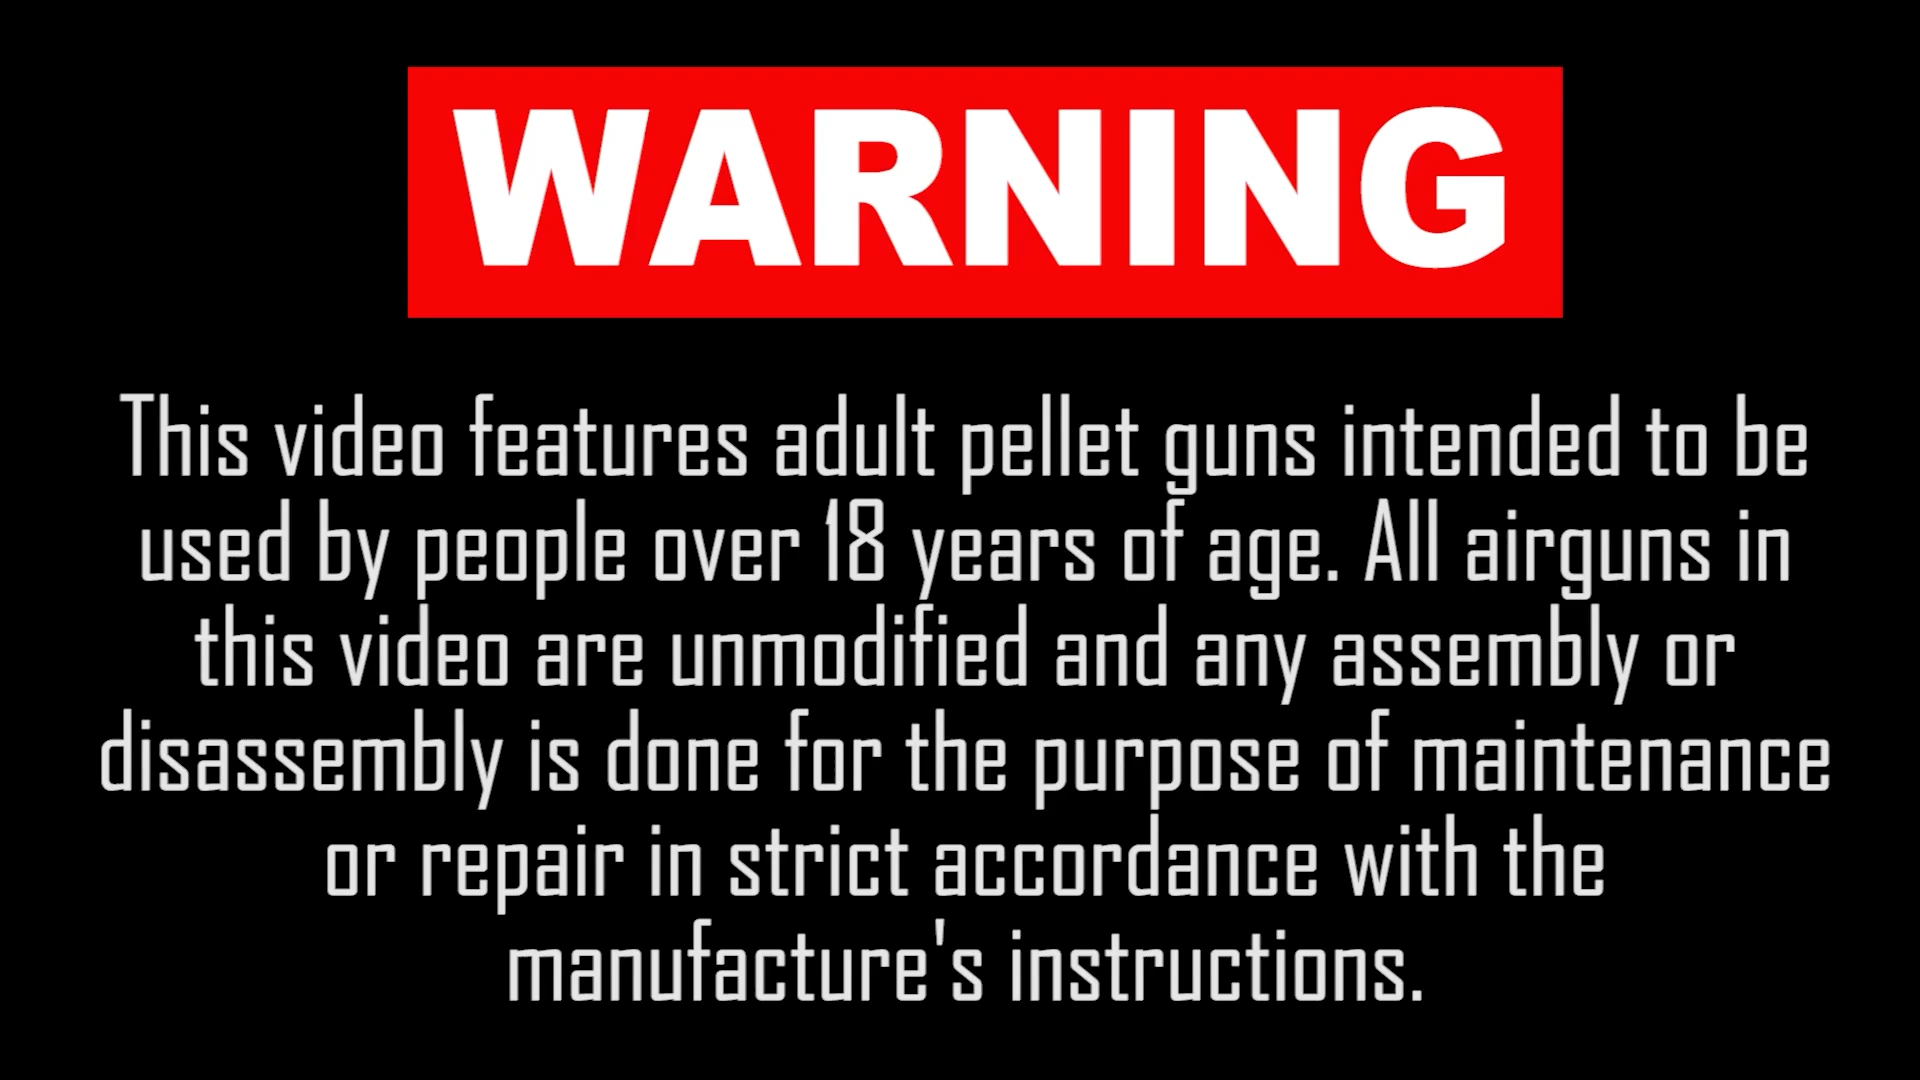 WARNING
This video features adult pellet guns intended to be
used by people over 18 years of age. All airguns in
this video are unmodified and any assembly or
disassembly is done for the purpose of maintenance
or repair in strict accordance with the
manufacture's instructions.